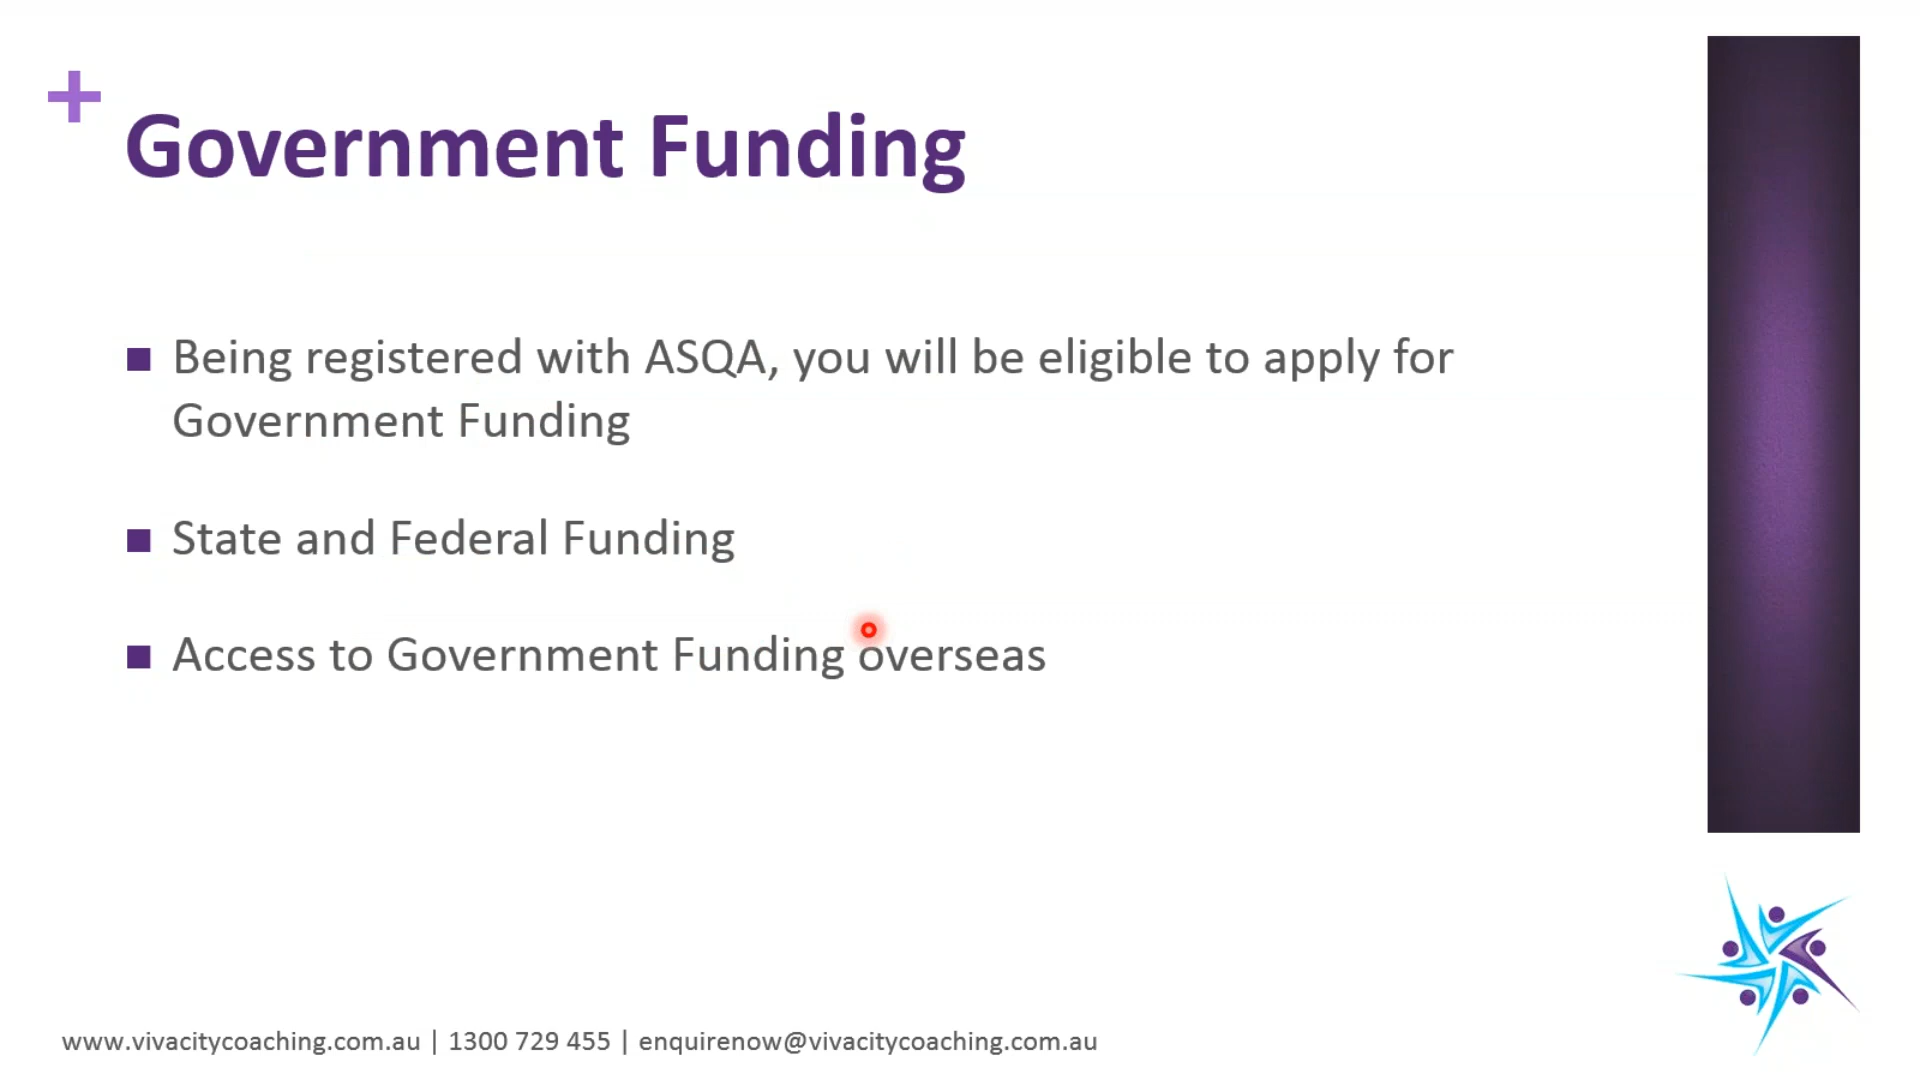 Government Funding
Being registered with ASQA, you will be eligible to apply for
Government Funding
State and Federal Funding
Access to Government Funding overseas
www.vivacitycoaching.com.au | 1300 729 455 | enquirenow@vivacitycoaching.com.au